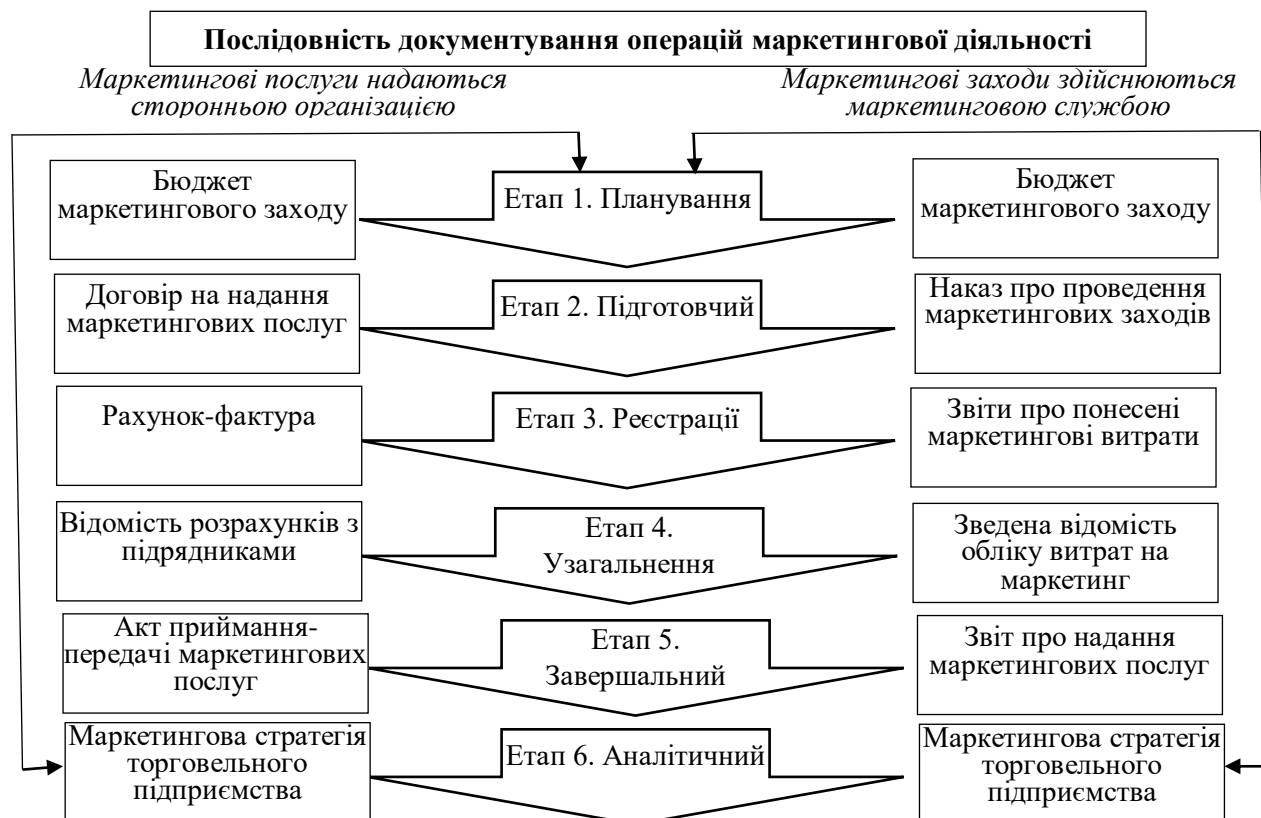 Послідовність документування операцій маркетингової діяльності
Маркетингові послуги надаються
сторонньою організацією
Маркетингові заходи здійснюються
маркетинговою службою
Бюджет
маркетингового заходу
Етап 1. Планування
Бюджет
маркетингового заходу
Договір на надання
маркетингових послуг
Етап 2. Підготовчий
Наказ про проведення
маркетингових заходів
Рахунок-фактура
Етап 3. Реєстрації
Звіти про понесені
маркетингові витрати
Відомість розрахунків з
підрядниками
Етап 4.
Узагальнення
Зведена відомість
обліку витрат на
маркетинг
Акт приймання-
передачі маркетингових
послуг
Етап 5.
Завершальний
Звіт про надання
маркетингових послуг
Маркетингова стратегія
торговельного
підприємства
Етап 6. Аналітичний
Маркетингова стратегія
торговельного
підприємства